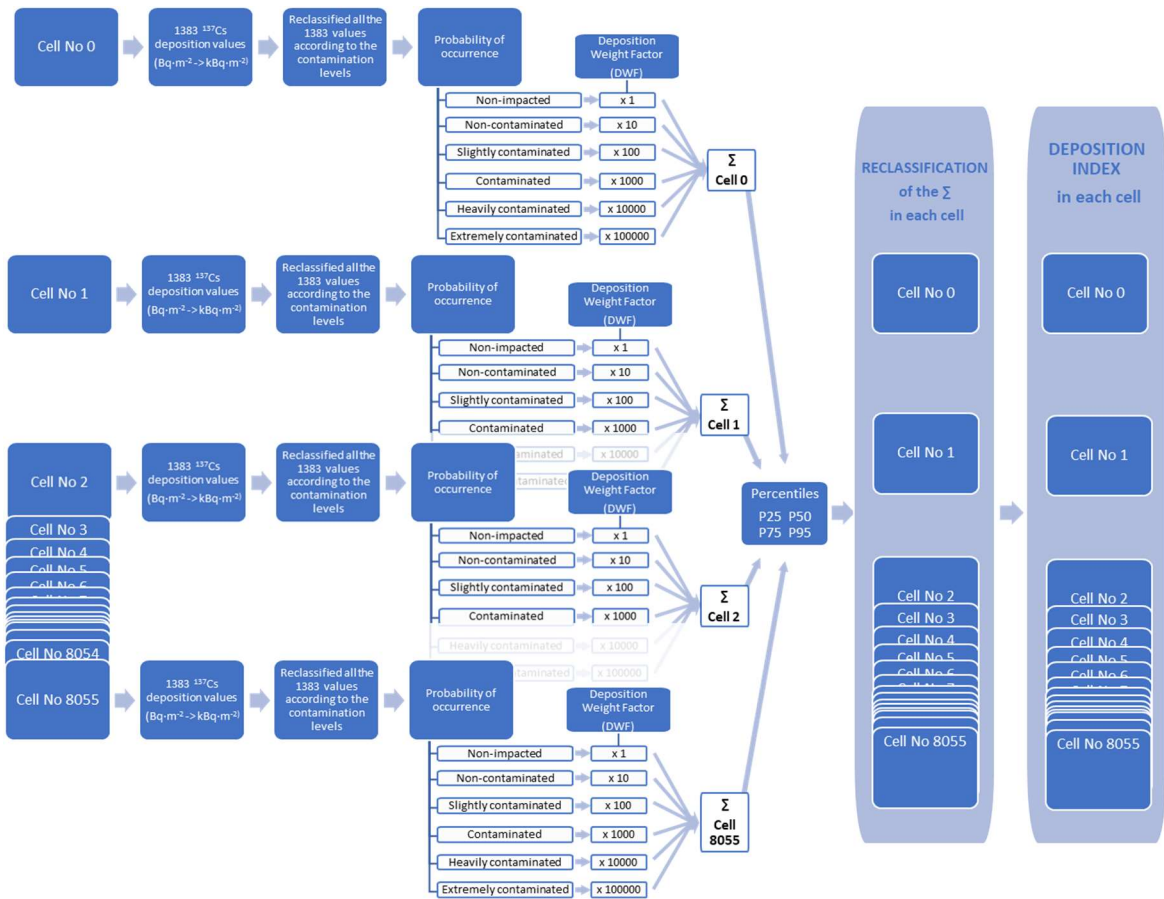 Cell No 0
1383 ¹³⁷Cs
deposition values
(Bq·m⁻² ->kBq·m⁻²)
Reclassified all the
1383 values
according to the
contamination
levels
Probability of
occurrence
Deposition
Weight Factor
(DWF)
Non-impacted
x 1
Non-contaminated
x 10
Slightly contaminated
x 100
Contaminated
x 1000
Heavily contaminated
x 10000
Extremely contaminated
x 100000
Σ
Cell 0
Cell No 1
1383 ¹³⁷Cs
deposition values
(Bq·m⁻² ->kBq·m⁻²)
Reclassified all the
1383 values
according to the
contamination
levels
Probability of
occurrence
Deposition
Weight Factor
(DWF)
Non-impacted
x 1
Non-contaminated
x 10
Slightly contaminated
x 100
Contaminated
x 1000
x 10000
Σ
Cell 1
Cell No 2
Cell No 3
Cell No 4
Cell No 5
Cell No 6
1383 ¹³⁷Cs
deposition values
(Bq·m⁻² ->kBq·m⁻²)
Reclassified all the
1383 values
according to the
contamination
levels
Probability of
occurrence
Deposition
Weight Factor
(DWF)
Non-impacted
x 1
Non-contaminated
x 10
Slightly contaminated
x 100
Contaminated
x 1000
Heavily contaminated
x 10000
x 100000
Σ
Cell 2
Cell No 8054
Cell No 8055
1383 ¹³⁷Cs
deposition values
(Bq·m⁻² ->kBq·m⁻²)
Reclassified all the
1383 values
according to the
contamination
levels
Probability of
occurrence
Deposition
Weight Factor
(DWF)
Non-impacted
x 1
Non-contaminated
x 10
Slightly contaminated
x 100
Contaminated
x 1000
Heavily contaminated
x 10000
Extremely contaminated
x 100000
Σ
Cell
8055
Percentiles
P25 P50
P75 P95
RECLASSIFICATION
of the Σ
in each cell
Cell No 0
Cell No 1
Cell No 2
Cell No 3
Cell No 4
Cell No 5
Cell No 6
Cell No 8055
DEPOSITION
INDEX
in each cell
Cell No 0
Cell No 1
Cell No 2
Cell No 3
Cell No 4
Cell No 5
Cell No 6
Cell No 8055